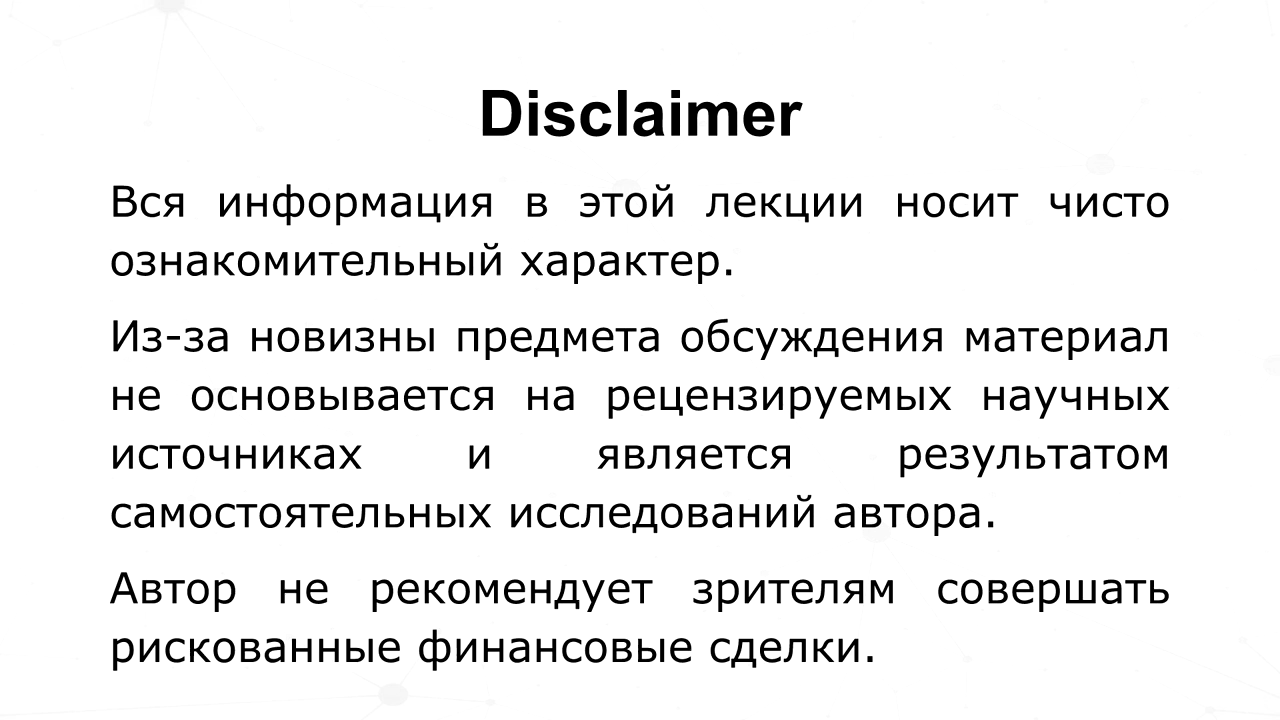 Disclaimer
Вся информация в этой лекции носит чисто
ознакомительный характер.
Из-за новизны предмета обсуждения материал
не основывается на рецензируемых научных
источниках и является результатом
самостоятельных исследований автора.
Автор не рекомендует зрителям совершать
рискованные финансовые сделки.